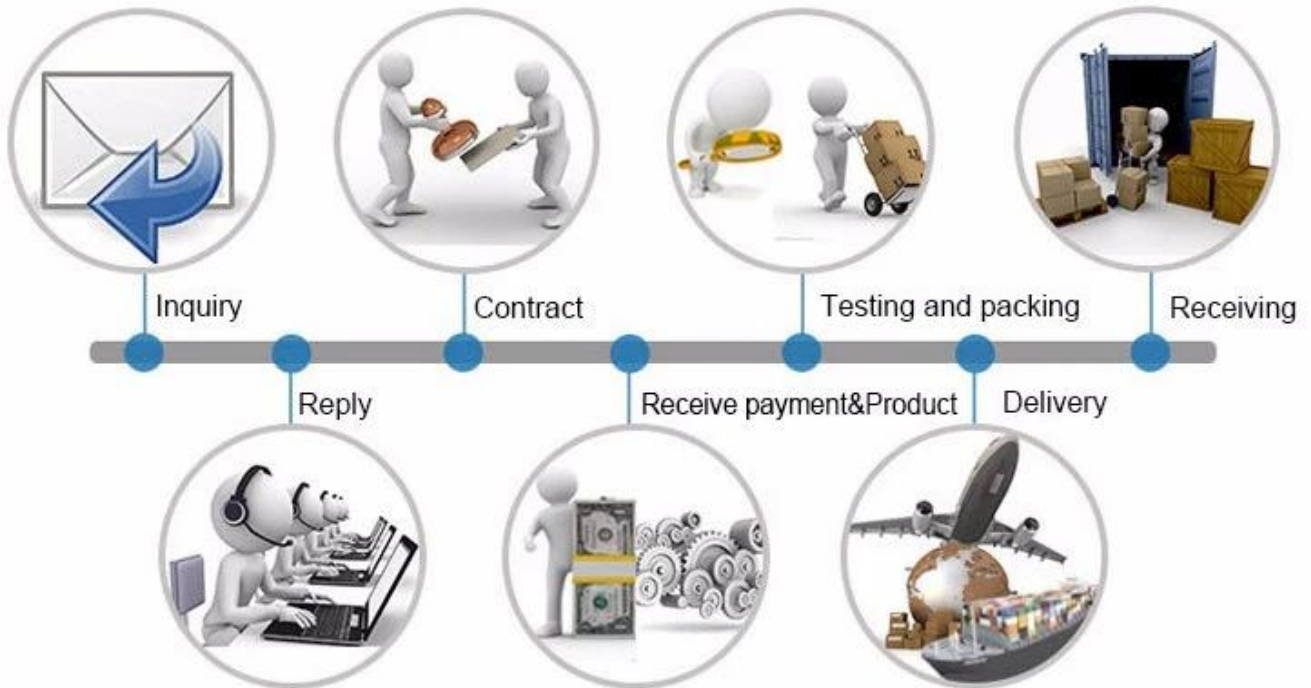 Inquiry
Contract
Testing and packing
Receiving
Reply
Receive payment&Product
Delivery